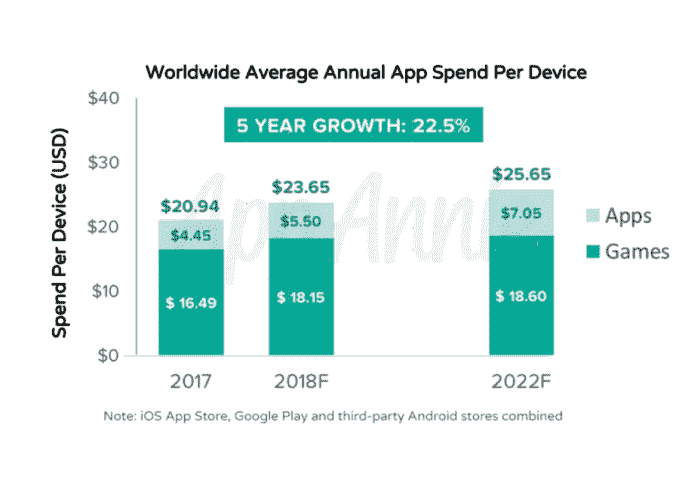 Worldwide Average Annual App Spend Per Device
$40
5 YEAR GROWTH: 22.5%
$30
$25.65
$23.65
$20.94
$7.05
Apps
$20
$5.50
$4.45
Games
$10
$ 16.49
$ 18.15
$ 18.60
$0
2017
2018F
2022F
Spend Per Device (USD)
App Anni
Note: iOS App Store, Google Play and third-party Android stores combined